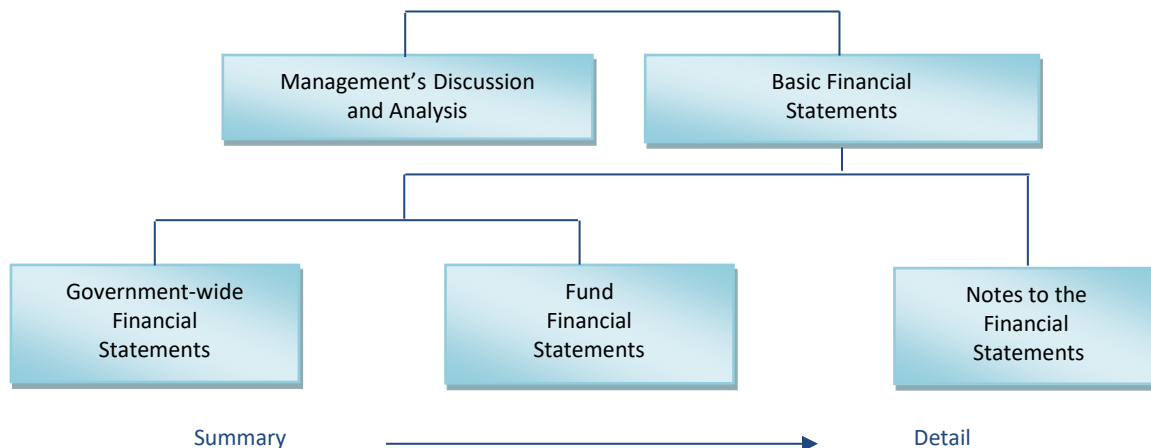 Management’s Discussion
and Analysis
Basic Financial
Statements
Government-wide
Financial
Statements
Fund
Financial
Statements
Notes to the
Financial
Statements
Summary
Detail